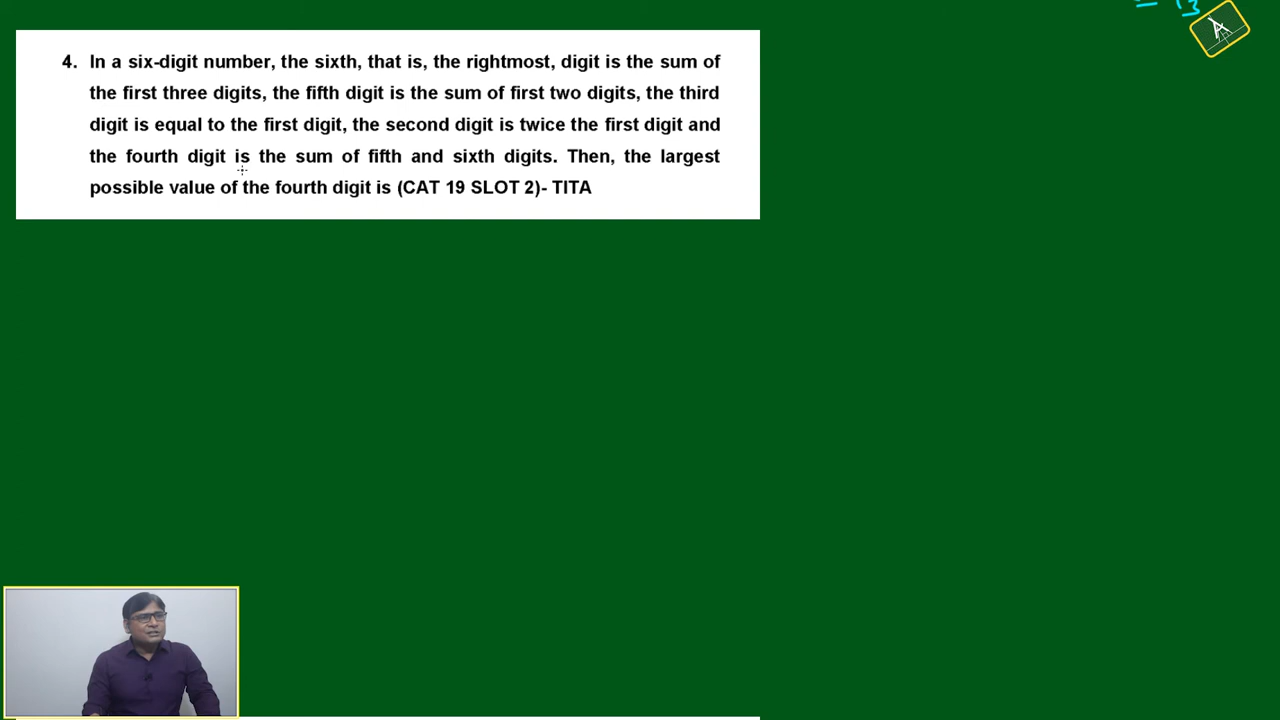 4. In a six-digit number, the sixth, that is, the rightmost, digit is the sum of
the first three digits, the fifth digit is the sum of first two digits, the third
digit is equal to the first digit, the second digit is twice the first digit and
the fourth digit is the sum of fifth and sixth digits. Then, the largest
possible value of the fourth digit is (CAT 19 SLOT 2)- TITA